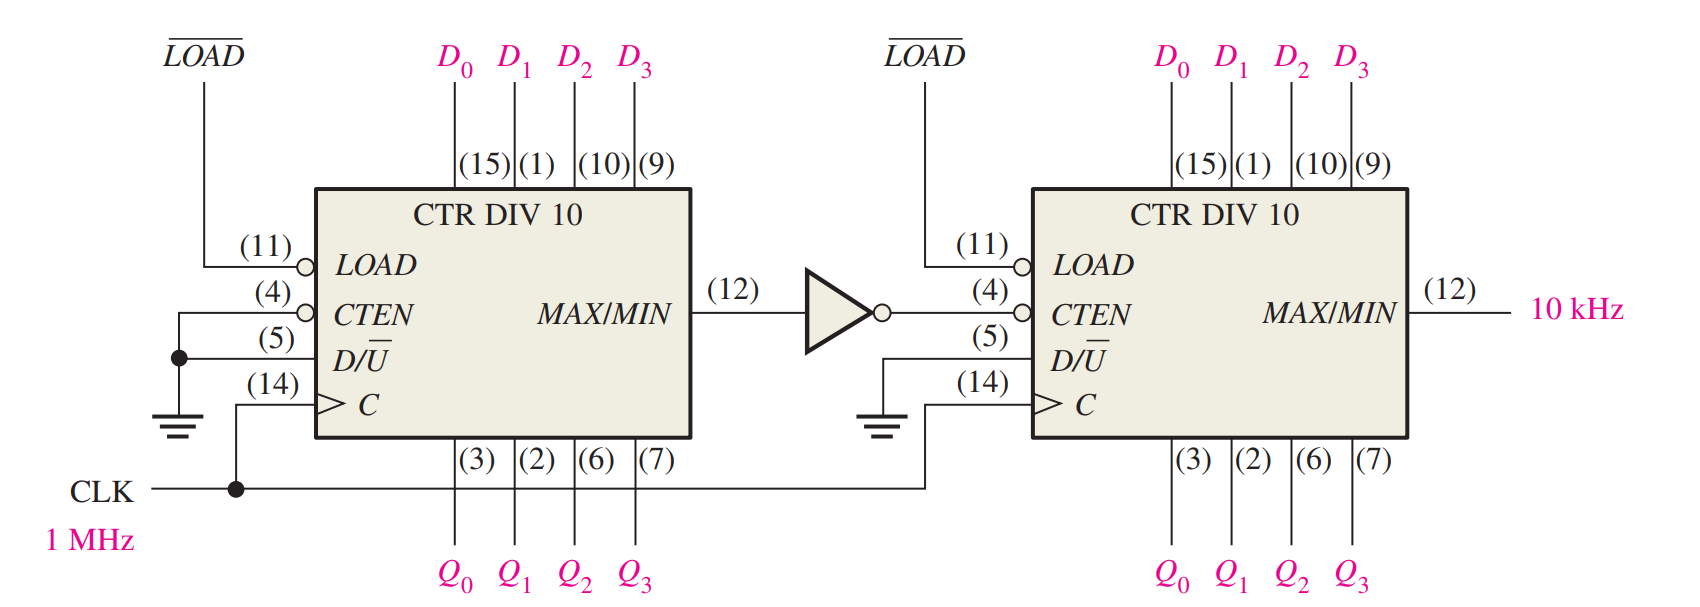 L̅O̅A̅D̅ D₀ D₁ D₂ D₃ L̅O̅A̅D̅ D₀ D₁ D₂ D₃
(15) (1) (10) (9) (15) (1) (10) (9)
CTR DIV 10 CTR DIV 10
(11) LOAD (11) LOAD
(4) CTEN MAX/MIN (12) (4) CTEN MAX/MIN (12) 10 kHz
(5) D/U̅ (5) D/U̅
(14) C (14) C
(3) (2) (6) (7) (3) (2) (6) (7)
CLK
1 MHz
Q₀ Q₁ Q₂ Q₃ Q₀ Q₁ Q₂ Q₃